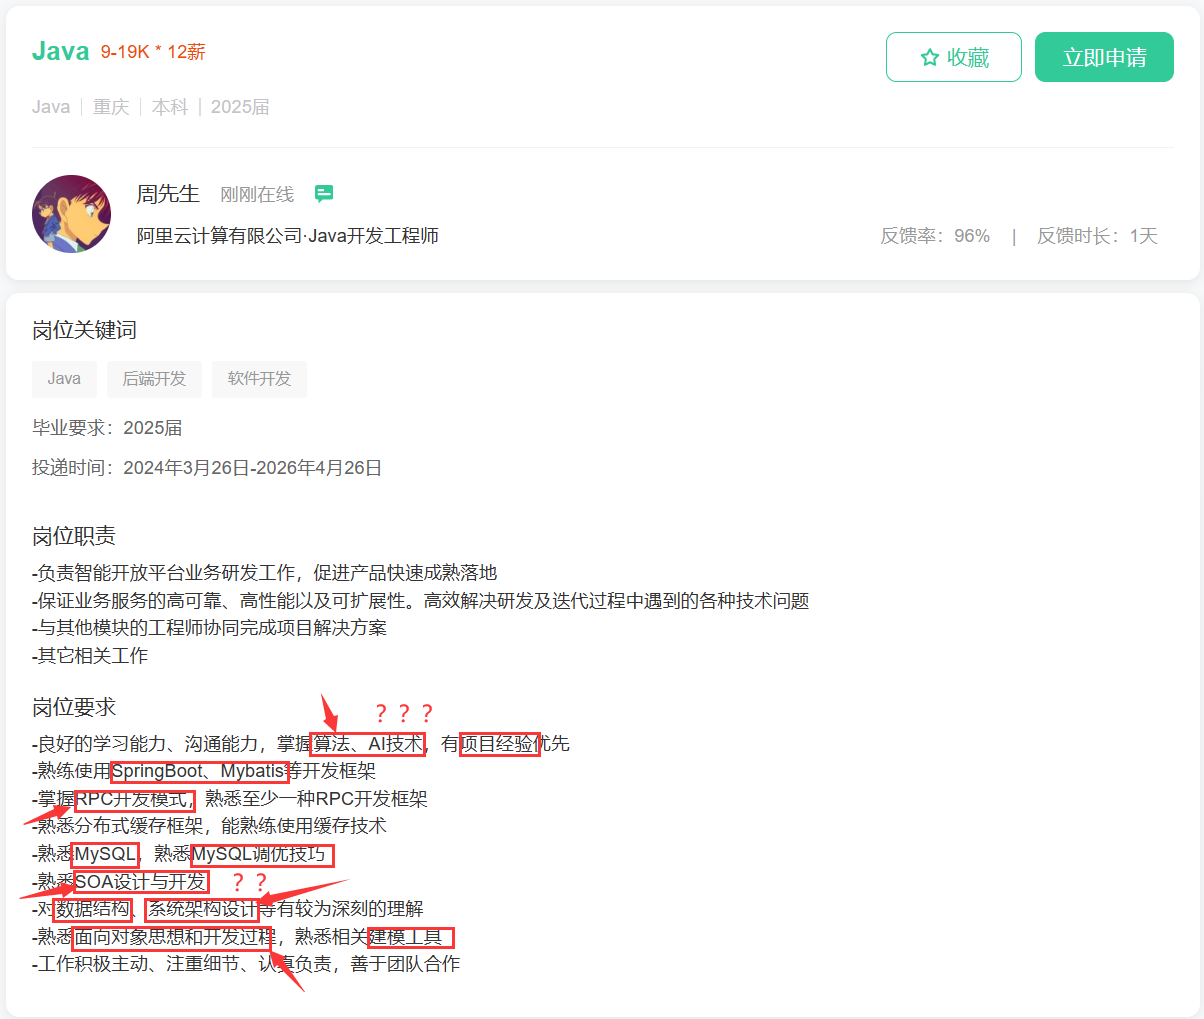 Java 9-19K * 12薪 收藏 立即申请
Java 重庆 本科 2025届
周先生 刚刚在线
阿里云计算有限公司·Java开发工程师 反馈率：96% | 反馈时长：1天
岗位关键词
Java 后端开发 软件开发
毕业要求：2025届
投递时间：2024年3月26日-2026年4月26日
岗位职责
-负责智能开放平台业务研发工作，促进产品快速成熟落地
-保证业务服务的高可靠、高性能以及可扩展性。高效解决研发及迭代过程中遇到的各种技术问题
-与其他模块的工程师协同完成项目解决方案
-其它相关工作
岗位要求
？？？
-良好的学习能力、沟通能力，掌握算法、AI技术，有项目经验优先
-熟练使用SpringBoot、Mybatis等开发框架
-掌握RPC开发模式，熟悉至少一种RPC开发框架
-熟悉分布式缓存框架，能熟练使用缓存技术
-熟悉MySQL，熟悉MySQL调优技巧
-熟悉SOA设计与开发 ？？
-对数据结构、系统架构设计等有较为深刻的理解
-熟悉面向对象思想和开发过程，熟悉相关建模工具
-工作积极主动、注重细节、认真负责，善于团队合作